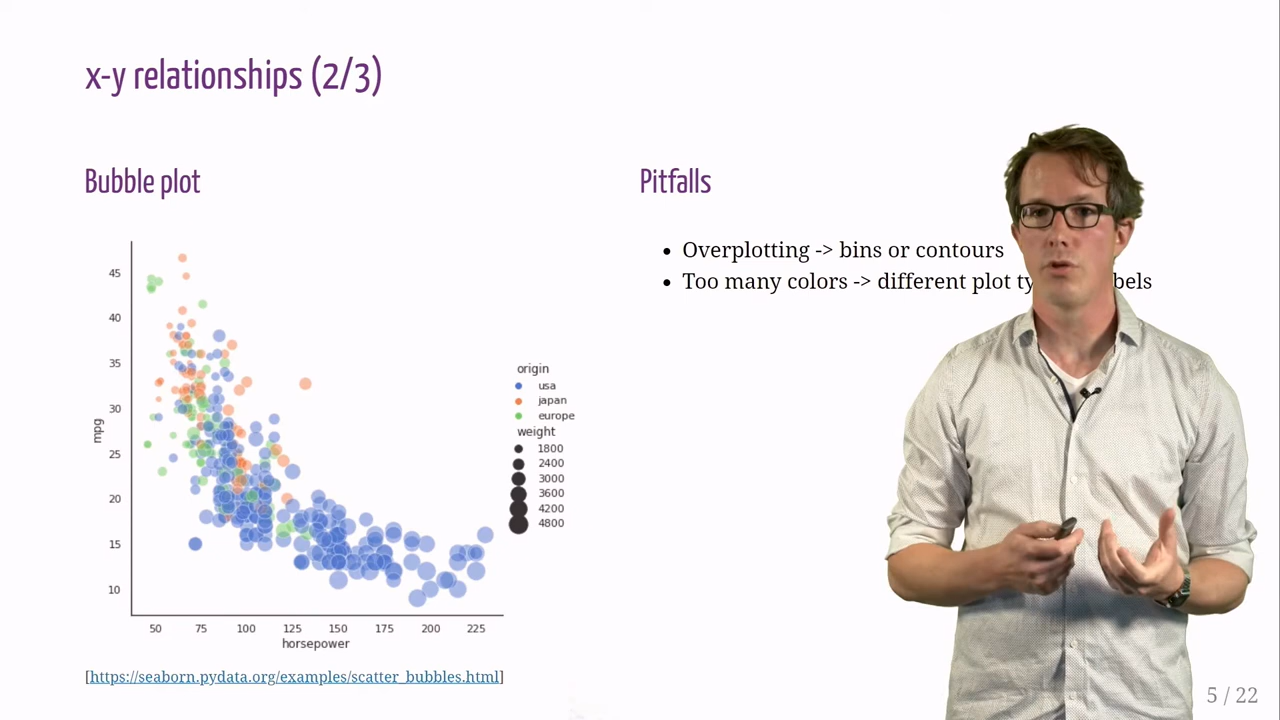 x-y relationships (2/3)
Bubble plot
45
40
35
30
25
20
15
10
mpg
50 75 100 125 150 175 200 225
horsepower
origin
usa
japan
europe
weight
1800
2400
3000
3600
4200
4800
[https://seaborn.pydata.org/examples/scatter_bubbles.html]
Pitfalls
• Overplotting -> bins or contours
• Too many colors -> different plot
5 / 22